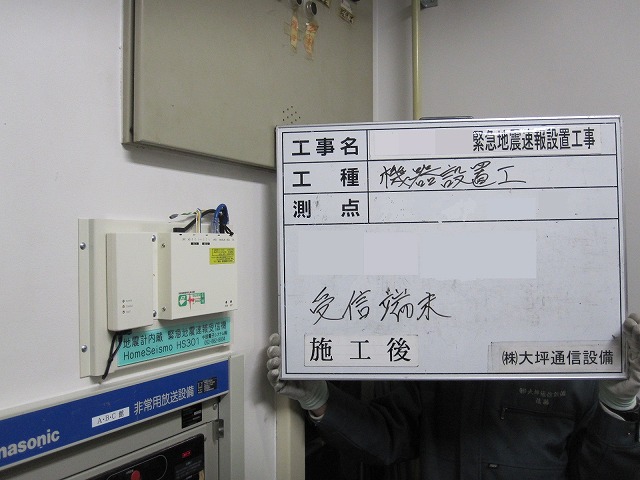 工事名 緊急地震速報設置工事
工種 機器設置工
測点
受信端末
施工後
㈱大坪通信設備
地震計内蔵 緊急地震速報受信機
HomeSeismo HS301
A・B・C館 非常用放送設備
Panasonic